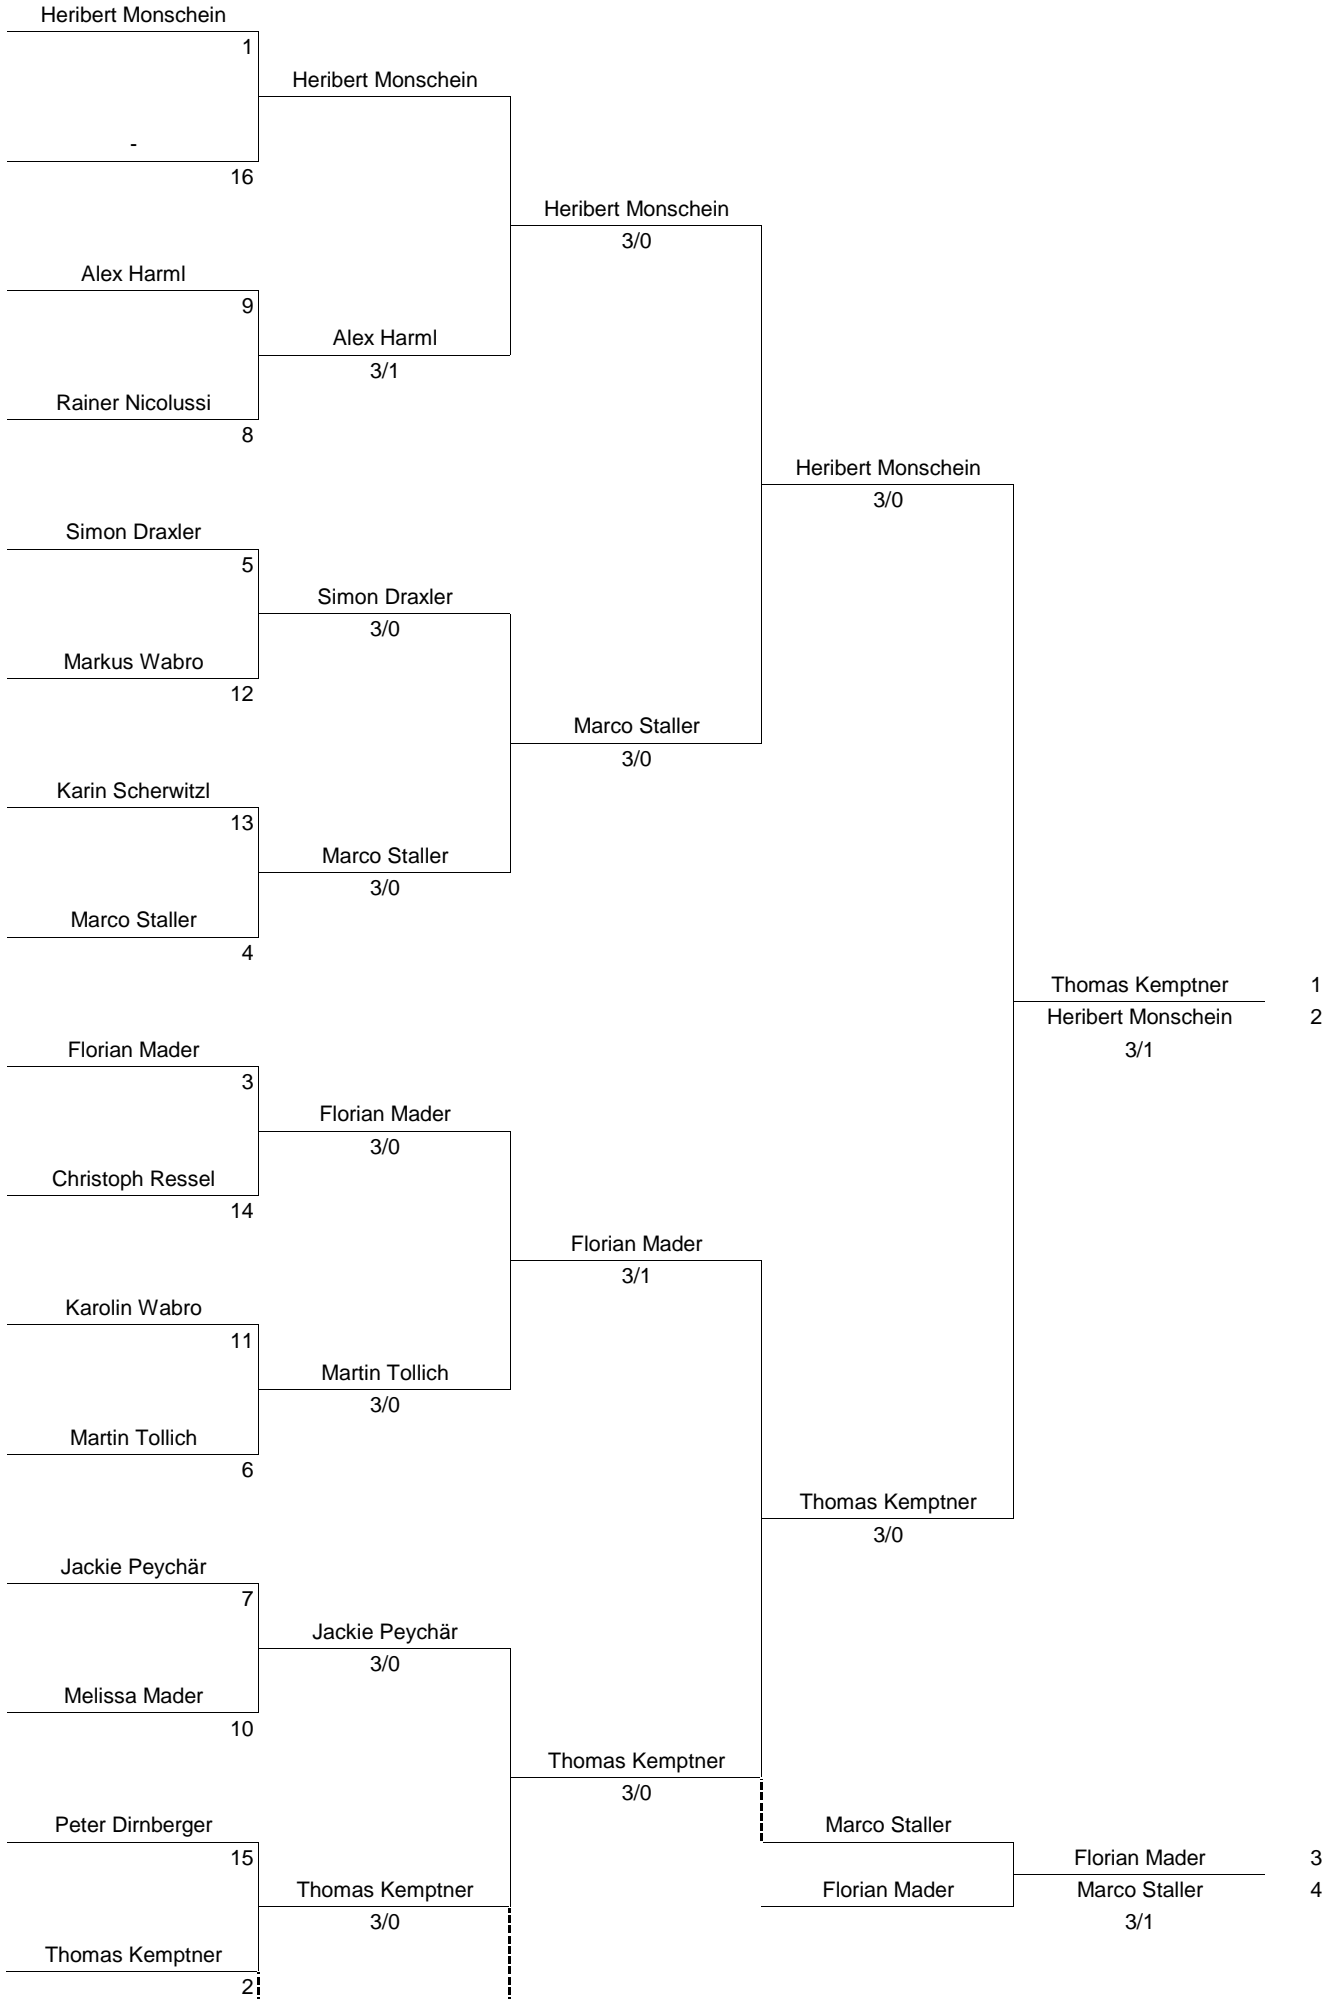 Heribert Monschein
1
Heribert Monschein
-
16
Heribert Monschein
3/0
Alex Harml
9
Alex Harml
3/1
Rainer Nicolussi
8
Heribert Monschein
3/0
Simon Draxler
5
Simon Draxler
3/0
Markus Wabro
12
Marco Staller
3/0
Karin Scherwitzl
13
Marco Staller
3/0
Marco Staller
4
Thomas Kemptner 1
Heribert Monschein 2
3/1
Florian Mader
3
Florian Mader
3/0
Christoph Ressel
14
Florian Mader
3/1
Karolin Wabro
11
Martin Tollich
3/0
Martin Tollich
6
Thomas Kemptner
3/0
Jackie Peychär
7
Jackie Peychär
3/0
Melissa Mader
10
Thomas Kemptner
3/0
Peter Dirnberger
15
Marco Staller
Florian Mader 3
Thomas Kemptner
3/0
Florian Mader
Marco Staller 4
3/1
Thomas Kemptner
2